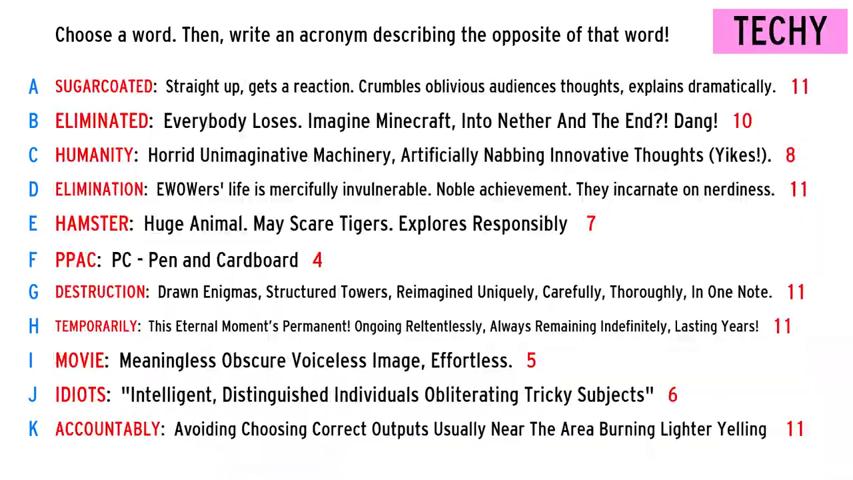 Choose a word. Then, write an acronym describing the opposite of that word!
TECHY
A SUGARCOATED: Straight up, gets a reaction. Crumbles oblivious audiences thoughts, explains dramatically. 11
B ELIMINATED: Everybody Loses. Imagine Minecraft, Into Nether And The End?! Dang! 10
C HUMANITY: Horrid Unimaginative Machinery, Artificially Nabbing Innovative Thoughts (Yikes!). 8
D ELIMINATION: EWOWers' life is mercifully invulnerable. Noble achievement. They incarnate on nerdiness. 11
E HAMSTER: Huge Animal. May Scare Tigers. Explores Responsibly 7
F PPAC: PC - Pen and Cardboard 4
G DESTRUCTION: Drawn Enigmas, Structured Towers, Reimagined Uniquely, Carefully, Thoroughly, In One Note. 11
H TEMPORARILY: This Eternal Moment's Permanent! Ongoing Reltentlessly, Always Remaining Indefinitely, Lasting Years! 11
I MOVIE: Meaningless Obscure Voiceless Image, Effortless. 5
J IDIOTS: "Intelligent, Distinguished Individuals Obliterating Tricky Subjects" 6
K ACCOUNTABLY: Avoiding Choosing Correct Outputs Usually Near The Area Burning Lighter Yelling 11